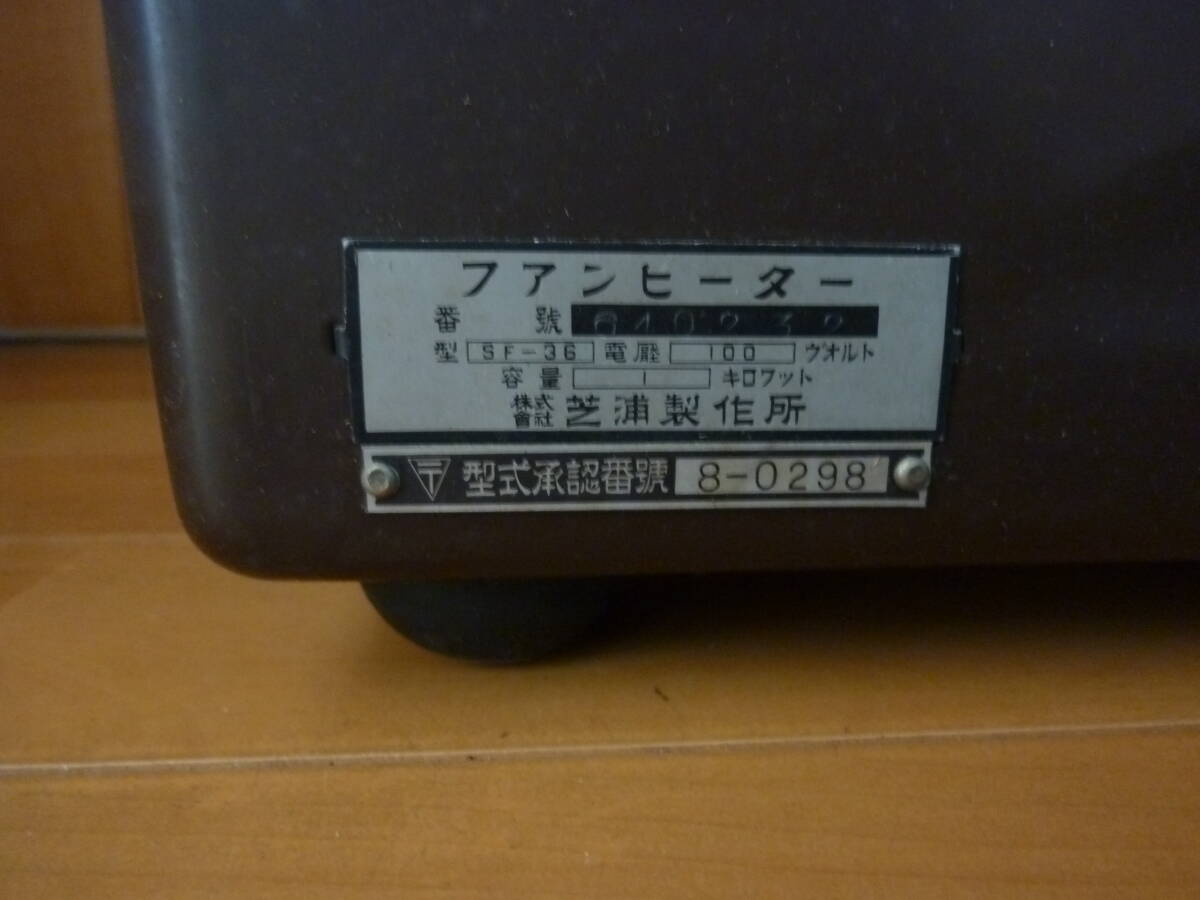 フアンヒーター
番號 640232
型 SF-36 電壓 100 ヴオルト
容量 1 キロワット
株式會社 芝浦製作所
〒 型式承認番號 8-0298